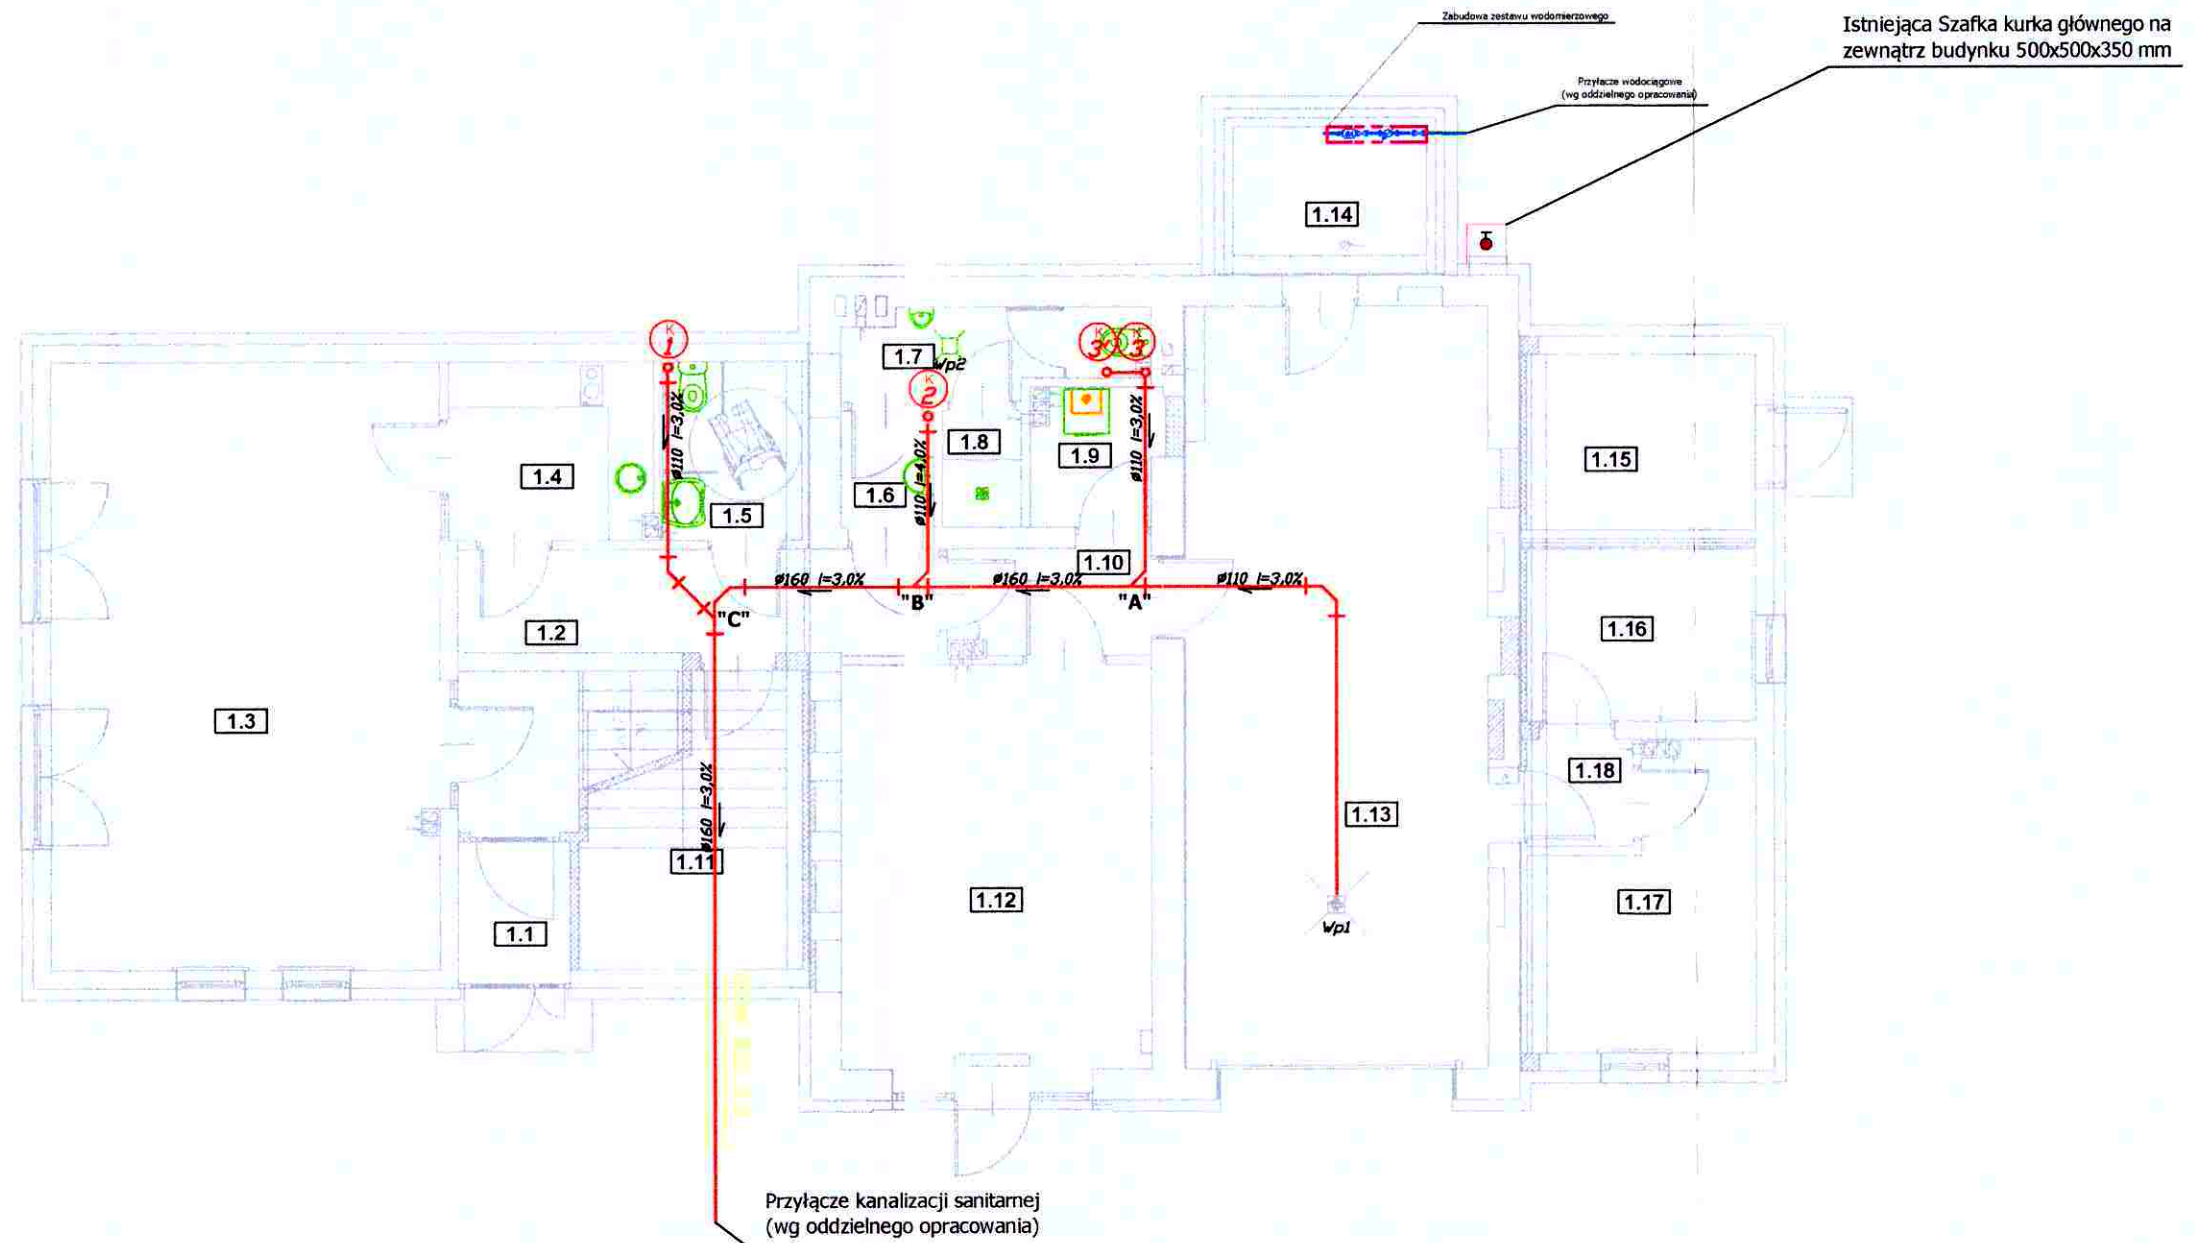 Zabudowa zestawu wodomierzowego
Istniejąca Szafka kurka głównego na
zewnątrz budynku 500x500x350 mm
Przyłacze wodociągowe
(wg oddzielnego opracowania)
1.14
K
1
1.7
Wp2
K
2
K
3'
K
3
1.4
ø110 i=3,0%
1.5
1.6
ø110 i=4,0%
1.8
1.9
ø110 i=3,0%
1.10
1.15
1.2
"C"
ø160 i=3,0%
"B"
ø160 i=3,0%
"A"
ø110 i=3,0%
1.16
1.3
1.18
ø160 i=3,0%
1.11
1.13
1.1
1.12
Wp1
1.17
Przyłącze kanalizacji sanitarnej
(wg oddzielnego opracowania)